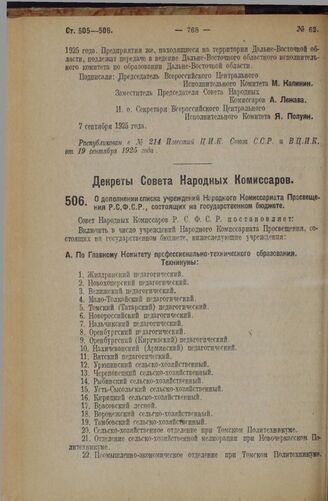 Ст. 505—506. — 768 — № 62.
1925 года. Предприятия же, находящиеся на территории Дальне-Восточной области, подлежат передаче в ведение Дальне-Восточного областного исполнительного комитета по образовании Дальне-Восточной области.
Подписали: Председатель Всероссийского Центрального
Исполнительного Комитета М. Калинин.
Заместитель Председателя Совета Народных
Комиссаров А. Лежава.
И. о. Секретаря Всероссийского Центрального
Исполнительного Комитета Я. Полуян.
7 сентября 1925 года.
Распубликован в № 214 Известий Ц.И.К. Союза С.С.Р. и В.Ц.И.К.
от 19 сентября 1925 года
Декреты Совета Народных Комиссаров.
506. О дополнении списка учреждений Народного Комиссариата Просвещения Р.С.Ф.С.Р., состоящих на государственном бюджете.
Совет Народных Комиссаров Р. С. Ф. С. Р. постановляет:
Включить в число учреждений Народного Комиссариата Просвещения, состоящих на государственном бюджете, нижеследующие учреждения:
А. По Главному Комитету профессионально-технического образования.
Техникумы:
1. Жиздринский педагогический.
2. Новохоперский педагогический.
3. Велижский педагогический.
4. Мало-Толкайский педагогический.
5. Томский (Татарский) педагогический.
6. Новороссийский педагогический.
7. Нальчикский педагогический.
8. Оренбургский педагогический.
9. Оренбургский (Киргизский) педагогический.
10. Нахичеванский (Армянский) педагогический.
11. Вятский педагогический.
12. Урюпинский сельско-хозяйственный.
13. Череповецкий сельско-хозяйственный.
14. Рыбинский сельско-хозяйственный.
15. Усть-Сысольский сельско-хозяйственный.
16. Кирицкий сельско-хозяйственный.
17. Брасовский лесной.
18. Воронежский сельско-хозяйственный.
19. Тамбовский сельско-хозяйственный.
20. Сельско-хозяйственное отделение при Томском Политехникуме.
21. Отделение сельско-хозяйственной мелиорации при Новочеркасском Политехникуме.
22. Промышленно-экономическое отделение при Томском Политехникуме.